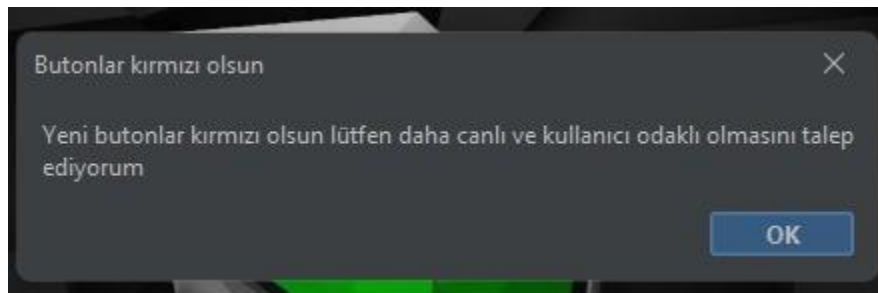 Butonlar kırmızı olsun
Yeni butonlar kırmızı olsun lütfen daha canlı ve kullanıcı odaklı olmasını talep
ediyorum
OK